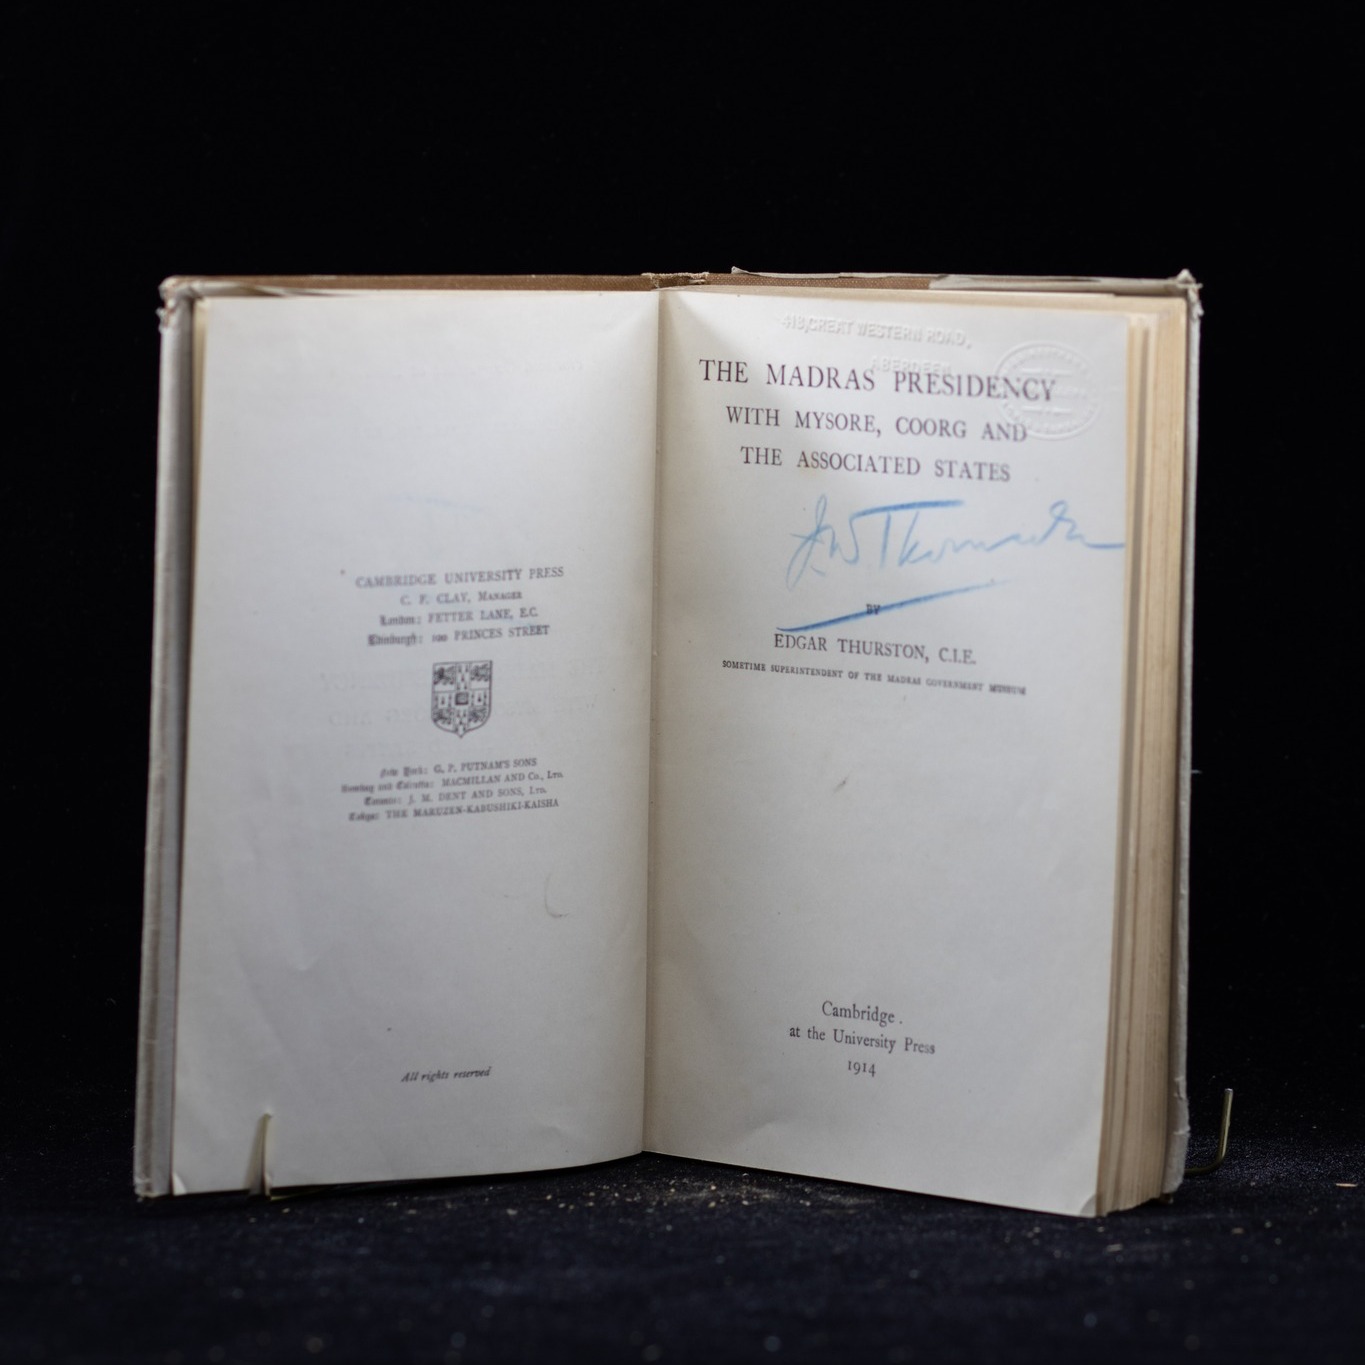 CAMBRIDGE UNIVERSITY PRESS
C. F. CLAY, MANAGER
London: FETTER LANE, E.C.
Edinburgh: 100 PRINCES STREET
New York: G. P. PUTNAM'S SONS
Bombay and Calcutta: MACMILLAN AND Co., LTD.
Toronto: J. M. DENT AND SONS, LTD.
Tokyo: THE MARUZEN-KABUSHIKI-KAISHA
All rights reserved
418, GREAT WESTERN ROAD,
ABERDEEN
THE MADRAS PRESIDENCY
WITH MYSORE, COORG AND
THE ASSOCIATED STATES
BY
EDGAR THURSTON, C.I.E.
SOMETIME SUPERINTENDENT OF THE MADRAS GOVERNMENT MUSEUM
Cambridge
at the University Press
1914